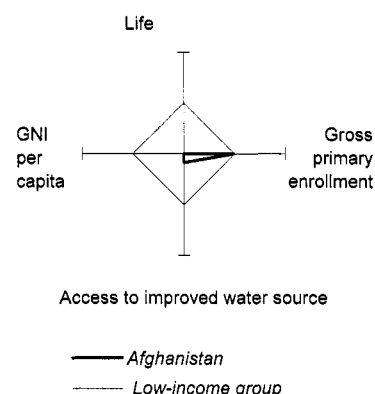 Life
GNI
per
capita
Gross
primary
enrollment
Access to improved water source
Afghanistan
Low-income group